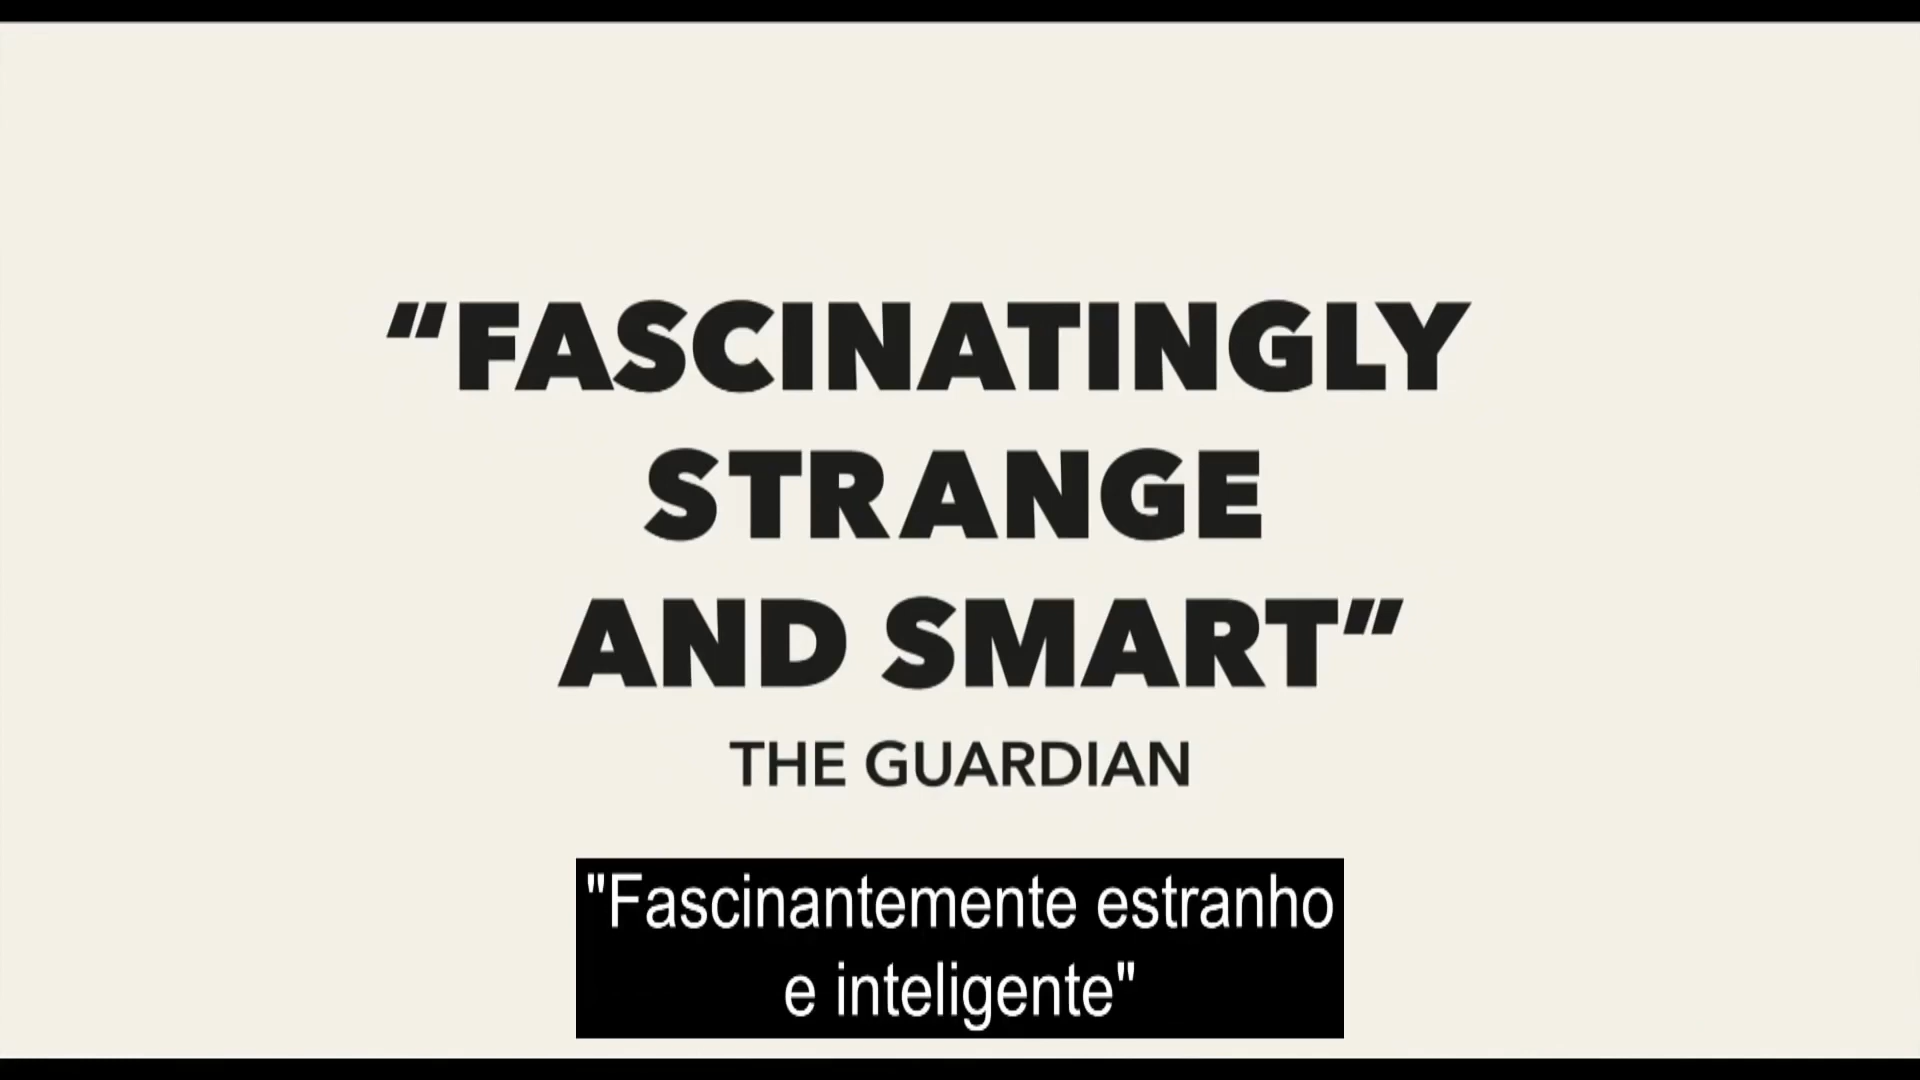 "FASCINATINGLY
STRANGE
AND SMART"
THE GUARDIAN
"Fascinantemente estranho
e inteligente"